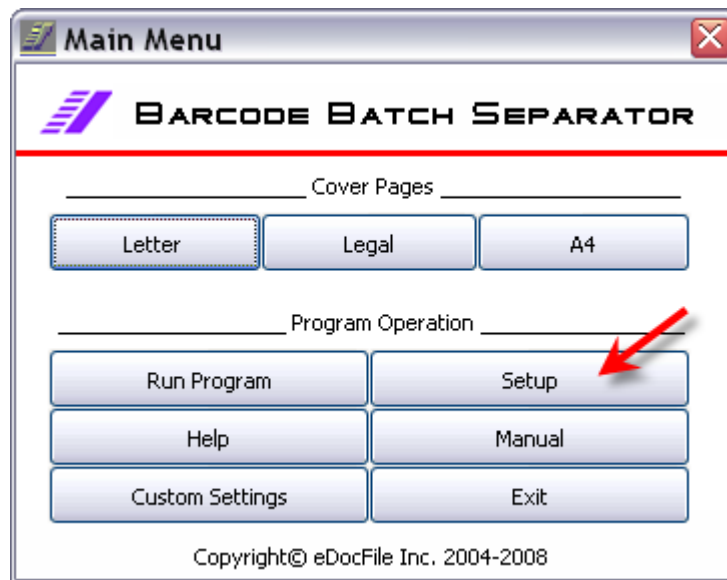 Main Menu
BARCODE BATCH SEPARATOR
Cover Pages
Letter Legal A4
Program Operation
Run Program Setup
Help Manual
Custom Settings Exit
Copyright© eDocFile Inc. 2004-2008